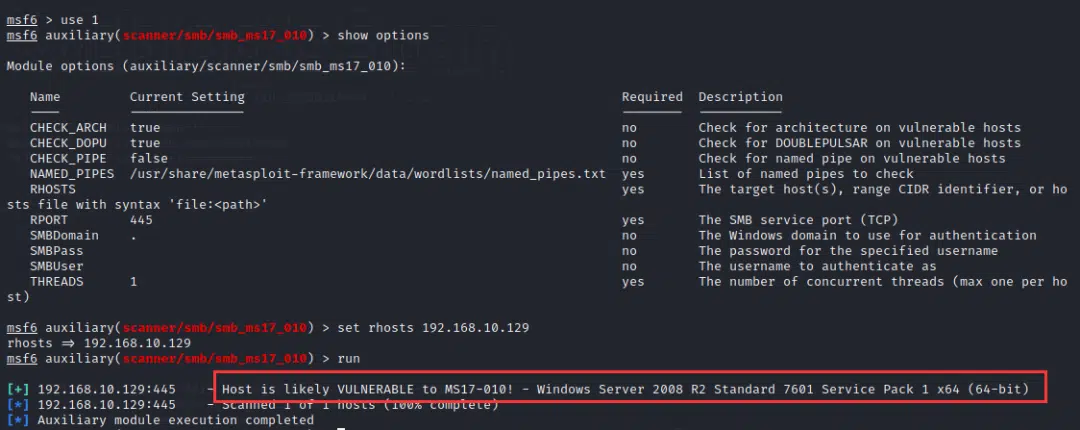 msf6 > use 1
msf6 auxiliary(scanner/smb/smb_ms17_010) > show options
Module options (auxiliary/scanner/smb/smb_ms17_010):
Name Current Setting Required Description
---- --------------- -------- -----------
CHECK_ARCH true no Check for architecture on vulnerable hosts
CHECK_DOPU true no Check for DOUBLEPULSAR on vulnerable hosts
CHECK_PIPE false no Check for named pipe on vulnerable hosts
NAMED_PIPES /usr/share/metasploit-framework/data/wordlists/named_pipes.txt yes List of named pipes to check
RHOSTS yes The target host(s), range CIDR identifier, or ho
sts file with syntax 'file:<path>'
RPORT 445 yes The SMB service port (TCP)
SMBDomain . no The Windows domain to use for authentication
SMBPass no The password for the specified username
SMBUser no The username to authenticate as
THREADS 1 yes The number of concurrent threads (max one per ho
st)
msf6 auxiliary(scanner/smb/smb_ms17_010) > set rhosts 192.168.10.129
rhosts => 192.168.10.129
msf6 auxiliary(scanner/smb/smb_ms17_010) > run
[+] 192.168.10.129:445 - Host is likely VULNERABLE to MS17-010! - Windows Server 2008 R2 Standard 7601 Service Pack 1 x64 (64-bit)
[*] 192.168.10.129:445 - Scanned 1 of 1 hosts (100% complete)
[*] Auxiliary module execution completed